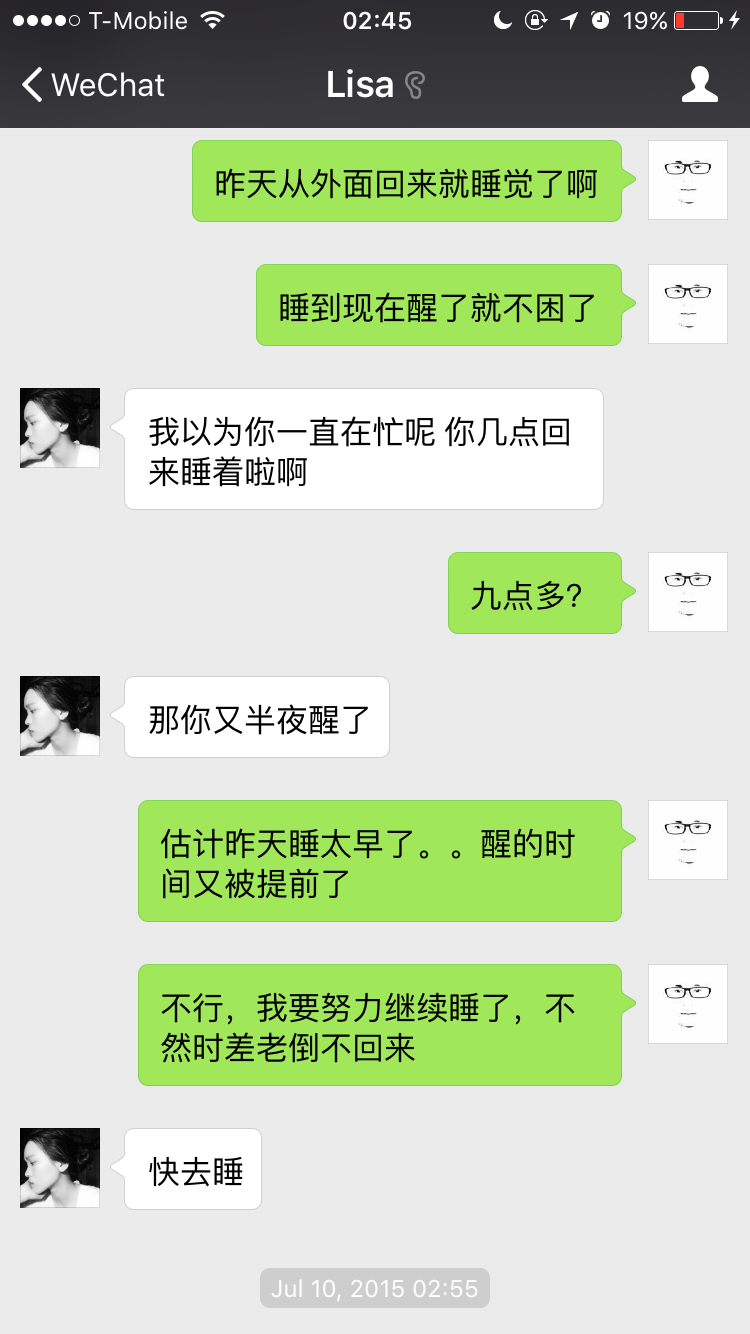 T-Mobile 02:45 19%
WeChat Lisa
昨天从外面回来就睡觉了啊
睡到现在醒了就不困了
我以为你一直在忙呢 你几点回
来睡着啦啊
九点多?
那你又半夜醒了
估计昨天睡太早了。。醒的时
间又被提前了
不行，我要努力继续睡了，不
然时差老倒不回来
快去睡
Jul 10, 2015 02:55